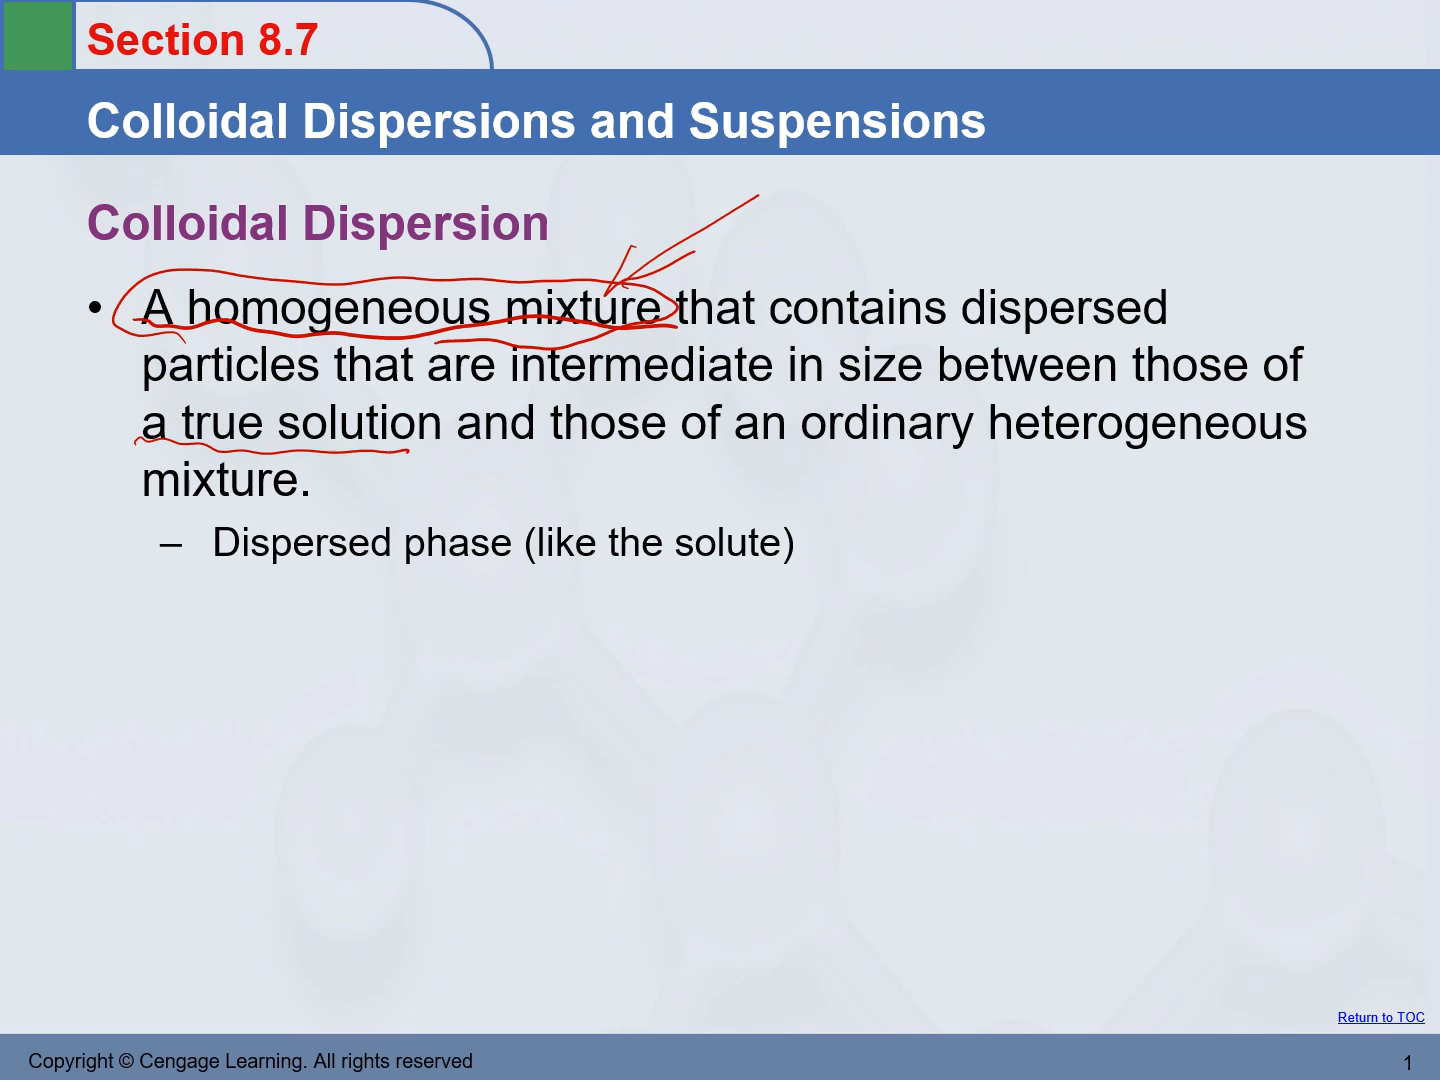 Section 8.7
Colloidal Dispersions and Suspensions
Colloidal Dispersion
• A homogeneous mixture that contains dispersed
particles that are intermediate in size between those of
a true solution and those of an ordinary heterogeneous
mixture.
– Dispersed phase (like the solute)
Return to TOC
Copyright © Cengage Learning. All rights reserved
1